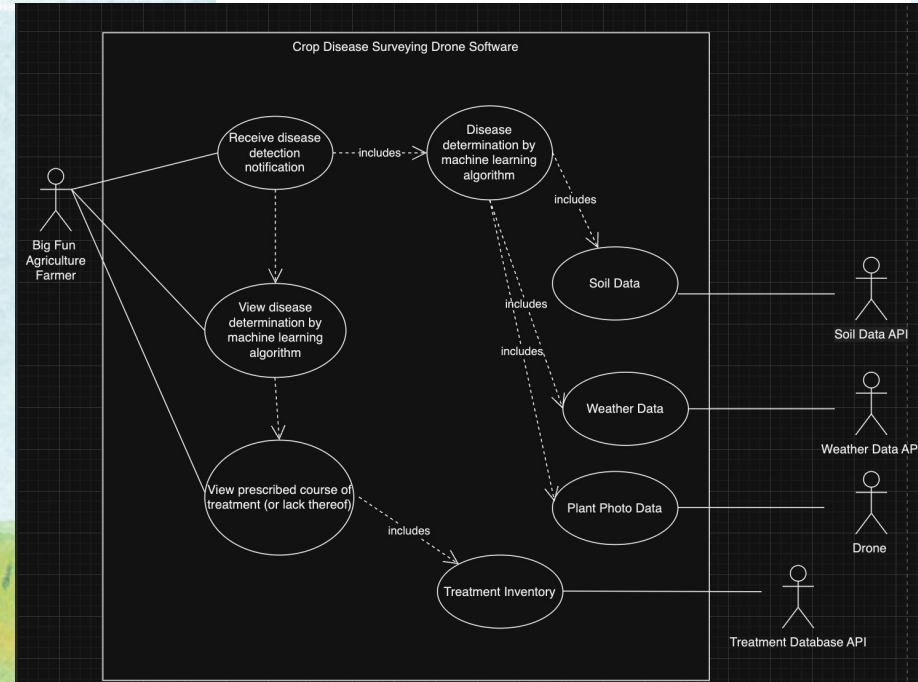 Crop Disease Surveying Drone Software
Receive disease
detection
notification
includes
Disease
determination by
machine learning
algorithm
includes
Big Fun
Agriculture
Farmer
Soil Data
Soil Data API
includes
View disease
determination by
machine learning
algorithm
includes
Weather Data
Weather Data AP
View prescribed course of
treatment (or lack thereof)
Plant Photo Data
Drone
includes
Treatment Inventory
Treatment Database API